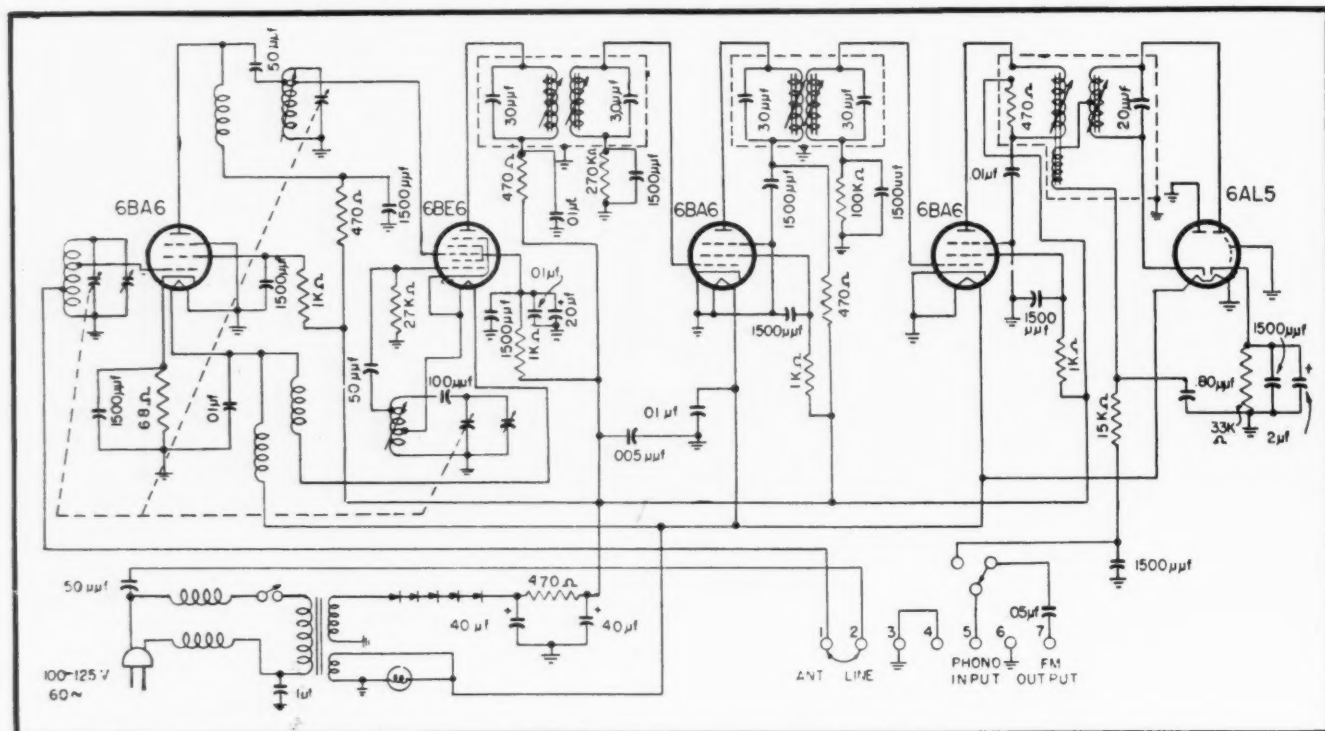 50µµf
30µµf
30µµf
30µµf
30µµf
470Ω
20µµf
6BA6
470Ω
1500µµf
6BE6
470Ω
.01µf.
270KΩ
1500µµf
6BA6
1500µµf
100KΩ
1500uuf
6BA6
.01µf
6AL5
1500µµf
1KΩ
27KΩ
1500µµf
1KΩ
.01µf
+
20µf
1500µµf
470Ω
1KΩ
1500
µµf
1KΩ
1500µµf
68Ω
.01µf
50µµf
100µµf
.01µf
.005µµf
15KΩ
.80µµf
33K
Ω
1500µµf
+
2µf
50µµf
470Ω
+
40µf
+
40µf
1500µµf
.05µf
1 2 3 4 5 6 7
ANT LINE
PHONO
INPUT
FM
OUTPUT
100-125V
60~
.1µf